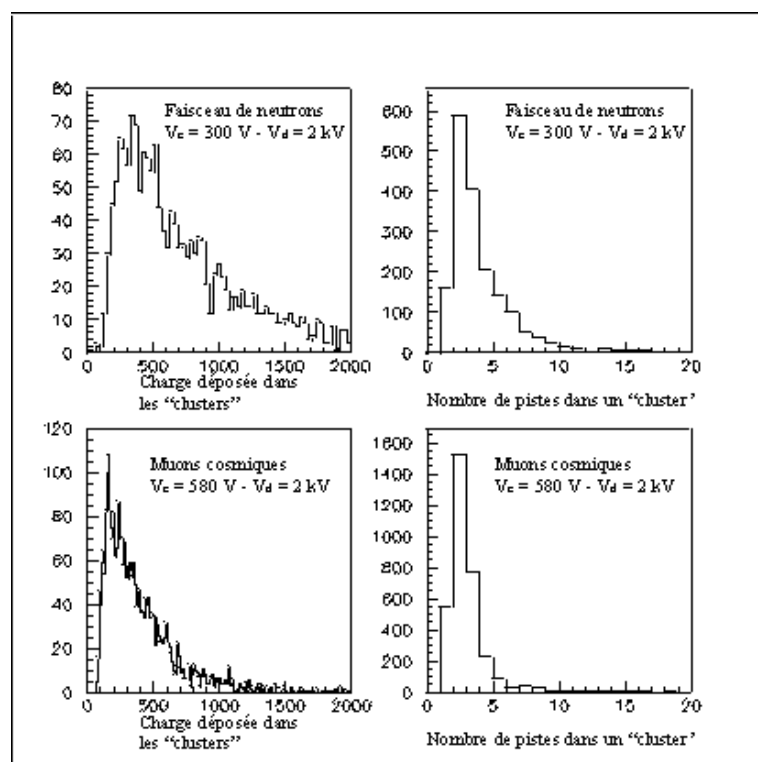 80
70
60
50
40
30
20
10
0
Faisceau de neutrons
Vc = 300 V - Vd = 2 kV
0 500 1000 1500 2000
Charge déposée dans
les “clusters”
600
500
400
300
200
100
0
Faisceau de neutrons
Vc = 300 V - Vd = 2 kV
0 5 10 15 20
Nombre de pistes dans un “cluster’
120
100
80
60
40
20
0
Muons cosmiques
Vc = 580 V - Vd = 2 kV
0 500 1000 1500 2000
Charge déposée dans
les “clusters”
1600
1400
1200
1000
800
600
400
200
0
Muons cosmiques
Vc = 580 V - Vd = 2 kV
0 5 10 15 20
Nombre de pistes dans un “cluster’